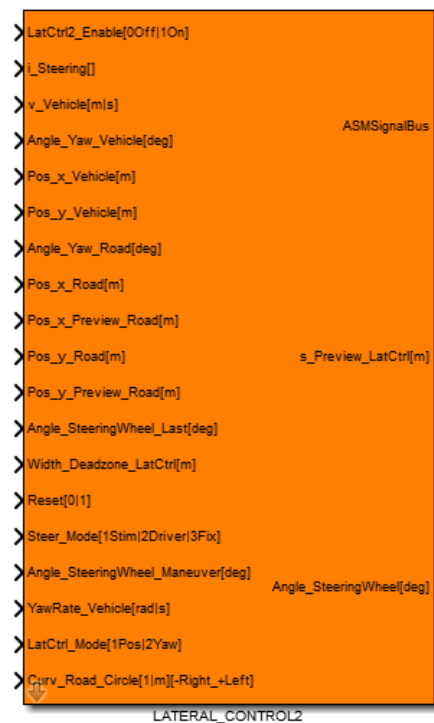 LatCtrl2_Enable[0Off|1On]
i_Steering[]
v_Vehicle[m|s]
Angle_Yaw_Vehicle[deg]
Pos_x_Vehicle[m]
Pos_y_Vehicle[m]
Angle_Yaw_Road[deg]
Pos_x_Road[m]
Pos_x_Preview_Road[m]
Pos_y_Road[m]
Pos_y_Preview_Road[m]
Angle_SteeringWheel_Last[deg]
Width_Deadzone_LatCtrl[m]
Reset[0|1]
Steer_Mode[1Stim|2Driver|3Fix]
Angle_SteeringWheel_Maneuver[deg]
YawRate_Vehicle[rad|s]
LatCtrl_Mode[1Pos|2Yaw]
Curv_Road_Circle[1|m][-Right_+Left]
ASMSignalBus
s_Preview_LatCtrl[m]
Angle_SteeringWheel[deg]
LATERAL_CONTROL2